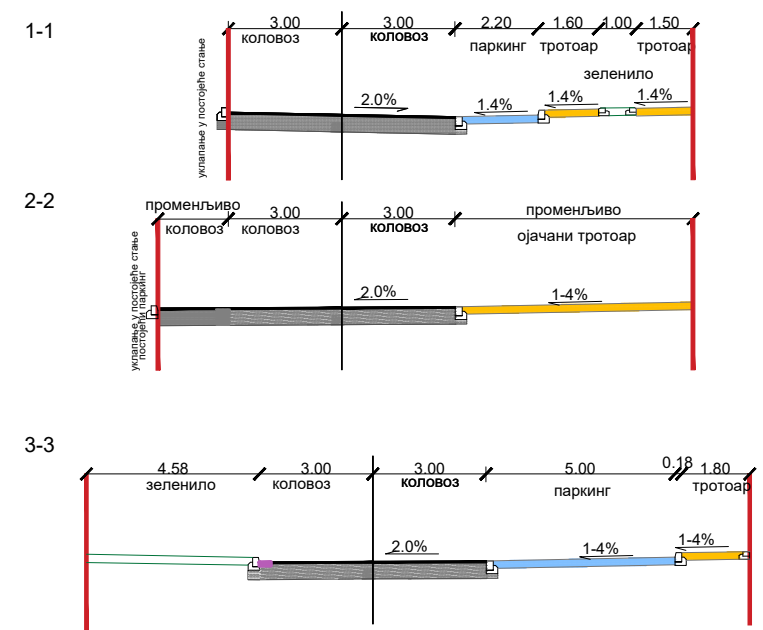 1-1
3.00 3.00 2.20 1.60 1.00 1.50
коловоз коловоз паркинг тротоар тротоар
зеленило
уклапање у постојеће стање
2.0% 1.4% 1.4% 1.4%
2-2
променљиво 3.00 3.00 променљиво
коловоз коловоз коловоз ојачани тротоар
уклапање у постојеће стање
постојећи паркинг
2.0% 1-4%
3-3
4.58 3.00 3.00 5.00 0.18 1.80
зеленило коловоз коловоз паркинг тротоар
2.0% 1-4% 1-4%